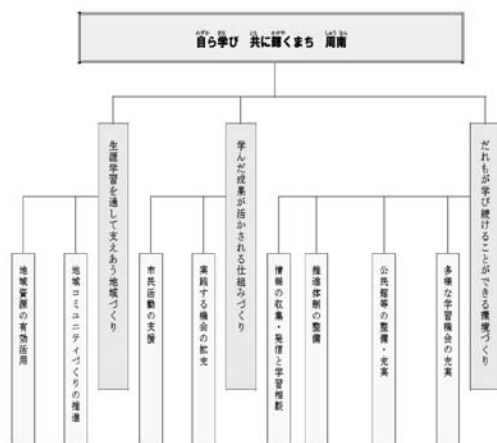 自ら学び 共に輝くまち 周南
だれもが学び続けることができる環境づくり
多様な学習機会の充実
公民館等の整備・充実
推進体制の整備
情報の収集・発信と学習相談
学んだ成果が活かされる仕組みづくり
実践する機会の拡充
市民活動の支援
生涯学習を通して支えあう地域づくり
地域コミュニティづくりの推進
地域資源の有効活用